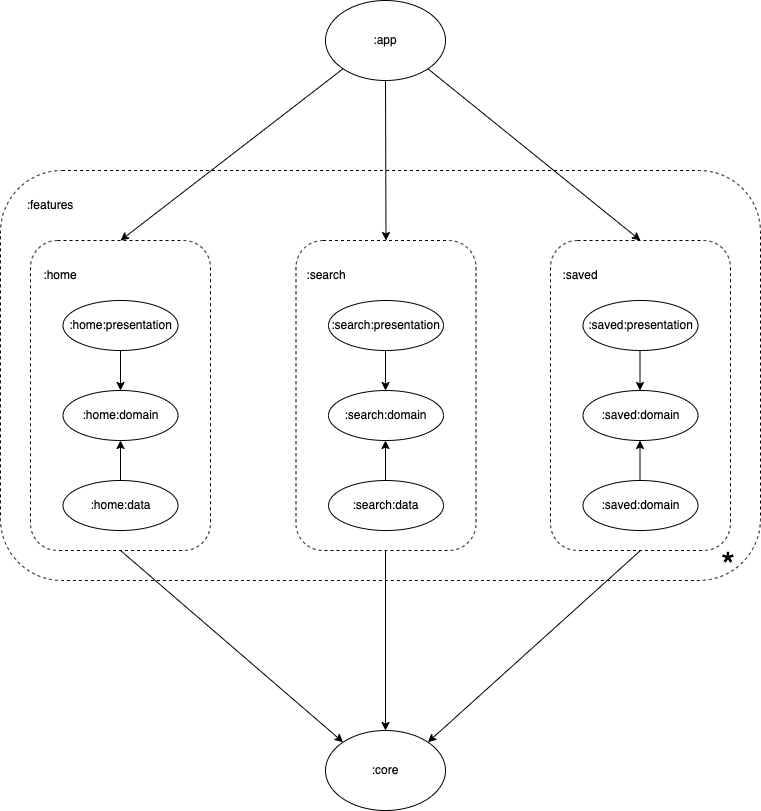 :app
:features
:home
:search
:saved
:home:presentation
:search:presentation
:saved:presentation
:home:domain
:search:domain
:saved:domain
:home:data
:search:data
:saved:domain
*
:core